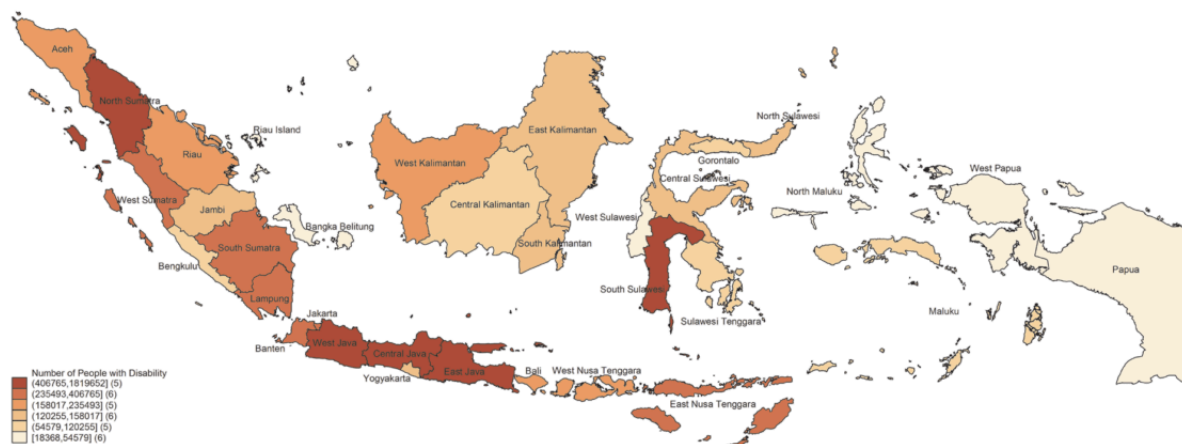 Aceh
North Sumatra
Riau Island
Riau
West Sumatra
Jambi
Bangka Belitung
South Sumatra
Bengkulu
Lampung
Jakarta
Banten
West Java
Central Java
Yogyakarta
East Java
Bali
West Nusa Tenggara
East Nusa Tenggara
West Kalimantan
East Kalimantan
Central Kalimantan
South Kalimantan
North Sulawesi
Gorontalo
Central Sulawesi
West Sulawesi
South Sulawesi
Sulawesi Tenggara
North Maluku
Maluku
West Papua
Papua
Number of People with Disability
(406765,1819652] (5)
(235493,406765] (6)
(158017,235493] (5)
(120255,158017] (6)
(54579,120255] (5)
[18368,54579] (6)